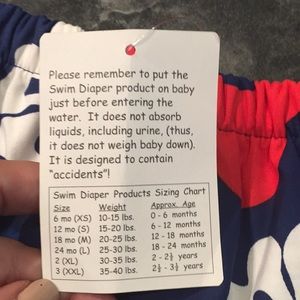 Please remember to put the
Swim Diaper product on baby
just before entering the
water. It does not absorb
liquids, including urine, (thus,
it does not weigh baby down).
It is designed to contain
"accidents"!
Swim Diaper Products Sizing Chart
Size Weight Approx. Age
6 mo (XS) 10-15 lbs. 0 - 6 months
12 mo (S) 15-20 lbs. 6 - 12 months
18 mo (M) 20-25 lbs. 12 - 18 months
24 mo (L) 25-30 lbs. 18 - 24 months
2 (XL) 30-35 lbs. 2 - 2½ years
3 (XXL) 35-40 lbs. 2½ - 3½ years